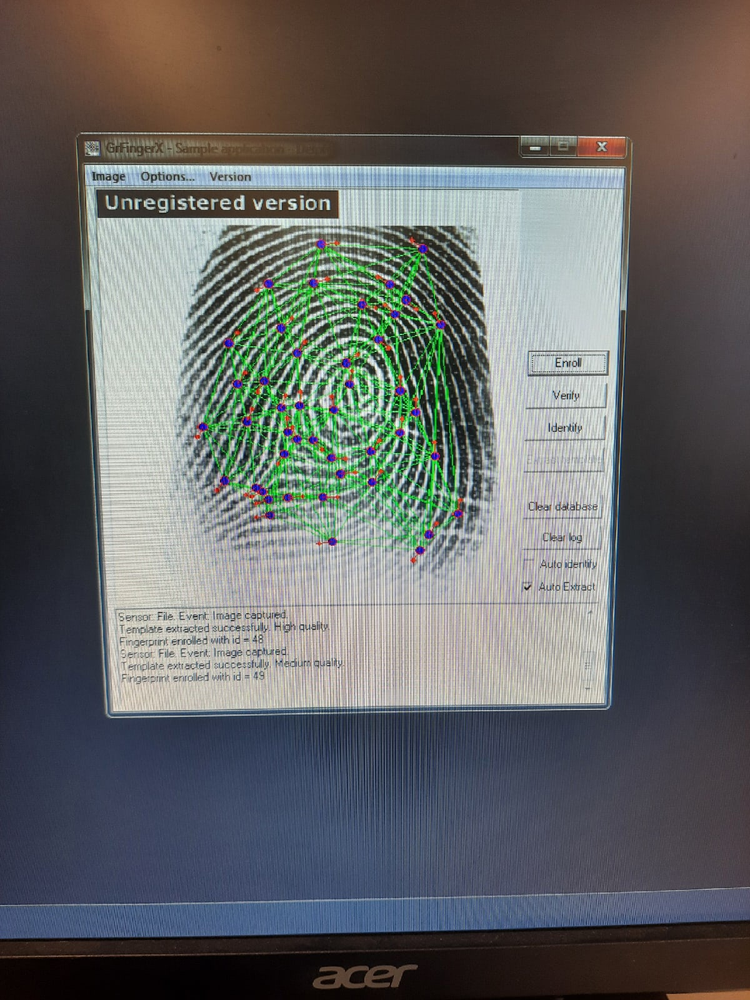 GrFingerX - Sample application - 
Image Options... Version
Unregistered version
Enroll
Verify
Identify
Extract template
Clear database
Clear log
Auto identify
Auto Extract
Sensor: File. Event: Image captured.
Template extracted successfully. High quality.
Fingerprint enrolled with id = 48
Sensor: File. Event: Image captured.
Template extracted successfully. Medium quality.
Fingerprint enrolled with id = 49
acer